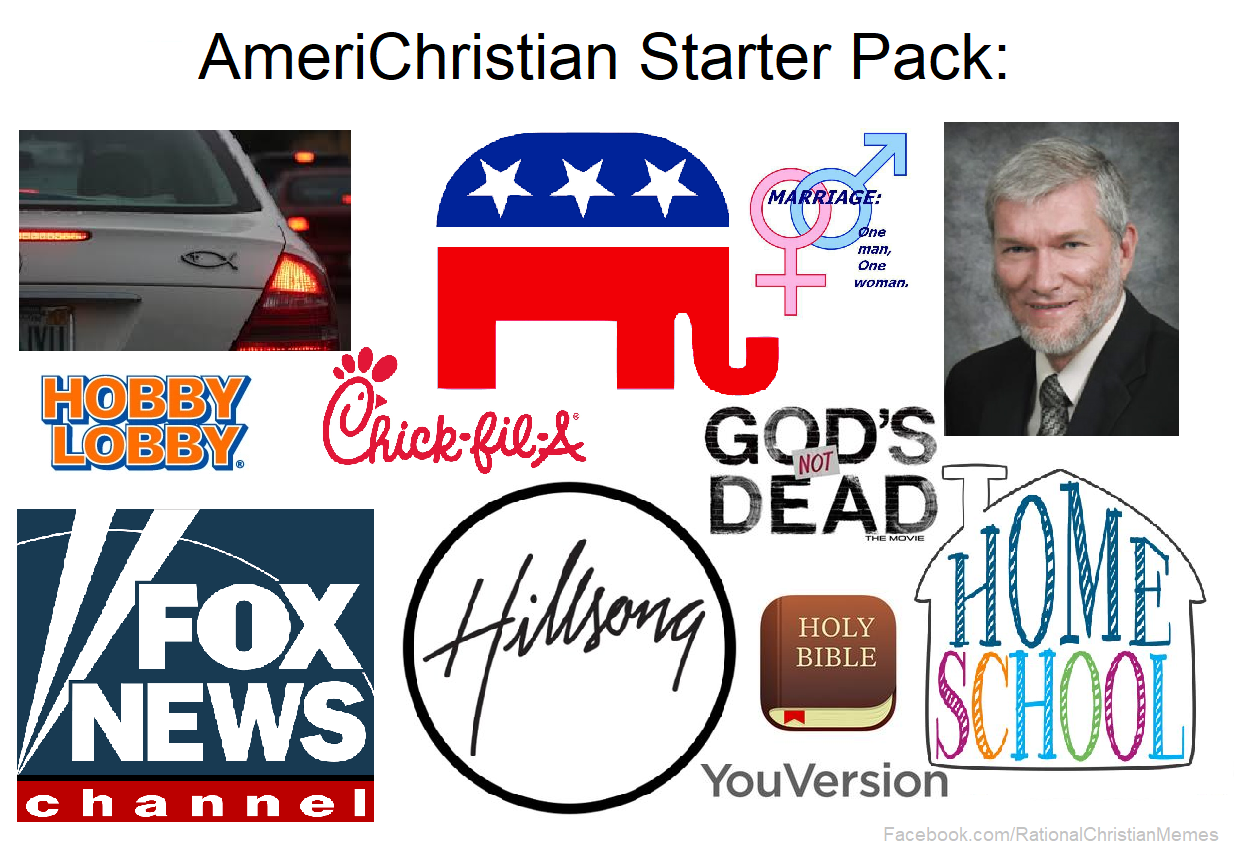 AmeriChristian Starter Pack:
MARRIAGE:
One
man,
One
woman.
HOBBY
LOBBY®
Chick-fil-A®
GOD'S
NOT
DEAD
THE MOVIE
HOME
SCHOOL
FOX
NEWS
channel
Hillsong
HOLY
BIBLE
YouVersion
Facebook.com/RationalChristianMemes